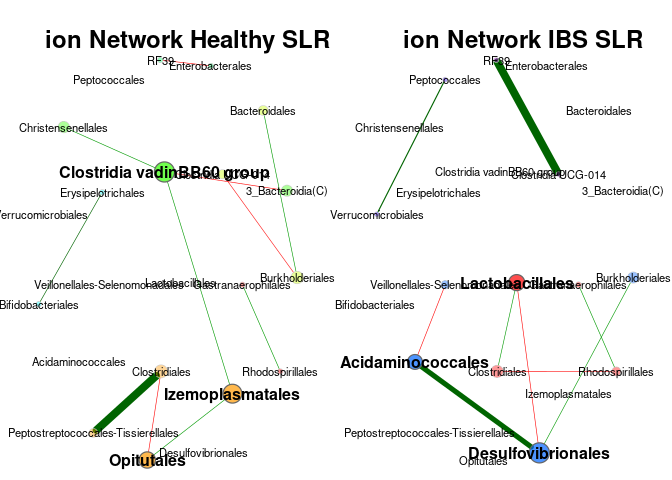 ion Network Healthy SLR
RF39
Enterobacterales
Peptococcales
Bacteroidales
Christensenellales
Clostridia vadinBB60 group
Clostridia UCG-014
Erysipelotrichales
3_Bacteroidia(C)
Verrucomicrobiales
Veillonellales-Selenomonadales
Lactobacillales
Gastranaerophilales
Burkholderiales
Bifidobacteriales
Acidaminococcales
Clostridiales
Rhodospirillales
Izemoplasmatales
Peptostreptococcales-Tissierellales
Desulfovibrionales
Opitutales
ion Network IBS SLR
RF39
Enterobacterales
Peptococcales
Bacteroidales
Christensenellales
Clostridia vadinBB60 group
Clostridia UCG-014
Erysipelotrichales
3_Bacteroidia(C)
Verrucomicrobiales
Veillonellales-Selenomonadales
Lactobacillales
Gastranaerophilales
Burkholderiales
Bifidobacteriales
Acidaminococcales
Clostridiales
Rhodospirillales
Izemoplasmatales
Peptostreptococcales-Tissierellales
Desulfovibrionales
Opitutales